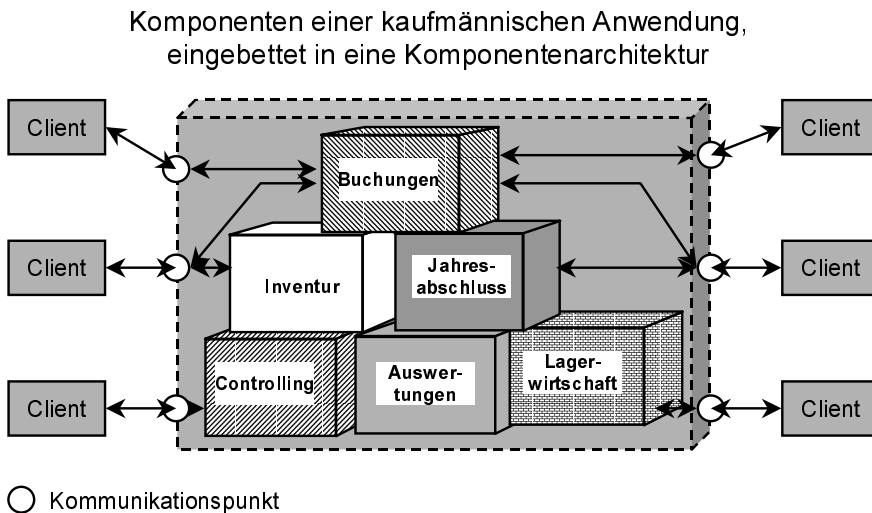 Komponenten einer kaufmännischen Anwendung,
eingebettet in eine Komponentenarchitektur
Client
Client
Buchungen
Client
Client
Inventur
Jahres-
abschluss
Client
Client
Controlling
Auswer-
tungen
Lager-
wirtschaft
Kommunikationspunkt